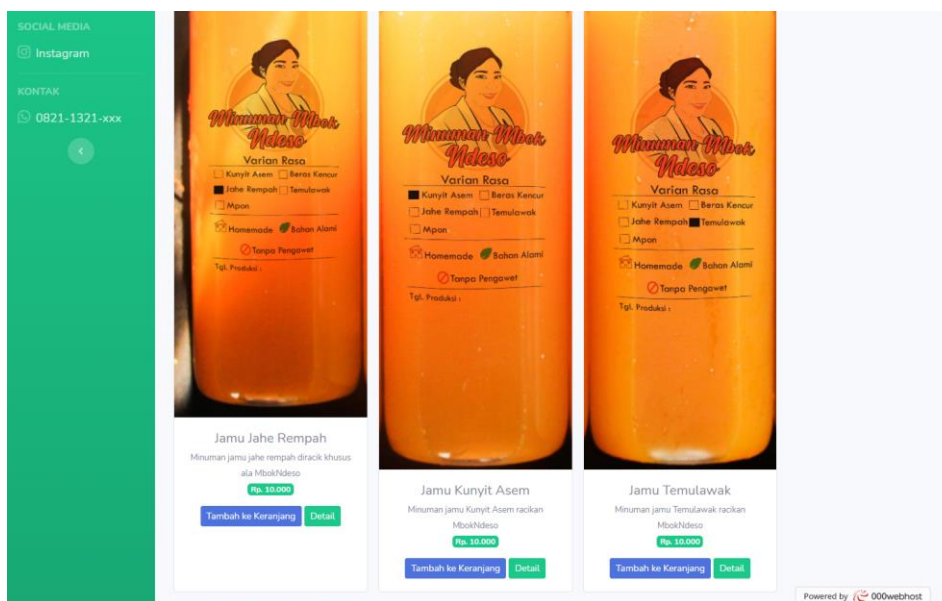 SOCIAL MEDIA
Instagram
KONTAK
0821-1321-xxx
Minuman Mbok
Ndeso
Varian Rasa
Kunyit Asem Beras Kencur
Jahe Rempah Temulawak
Mpon
Homemade Bahan Alami
Tanpa Pengawet
Tgl. Produksi :
Jamu Jahe Rempah
Minuman jamu jahe rempah diracik khusus
ala MbokNdeso
Rp. 10.000
Tambah ke Keranjang Detail
Minuman Mbok
Ndeso
Varian Rasa
Kunyit Asem Beras Kencur
Jahe Rempah Temulawak
Mpon
Homemade Bahan Alami
Tanpa Pengawet
Tgl. Produksi :
Jamu Kunyit Asem
Minuman jamu Kunyit Asem racikan
MbokNdeso
Rp. 10.000
Tambah ke Keranjang Detail
Minuman Mbok
Ndeso
Varian Rasa
Kunyit Asem Beras Kencur
Jahe Rempah Temulawak
Mpon
Homemade Bahan Alami
Tanpa Pengawet
Tgl. Produksi :
Jamu Temulawak
Minuman jamu Temulawak racikan
MbokNdeso
Rp. 10.000
Tambah ke Keranjang Detail
Powered by 000webhost